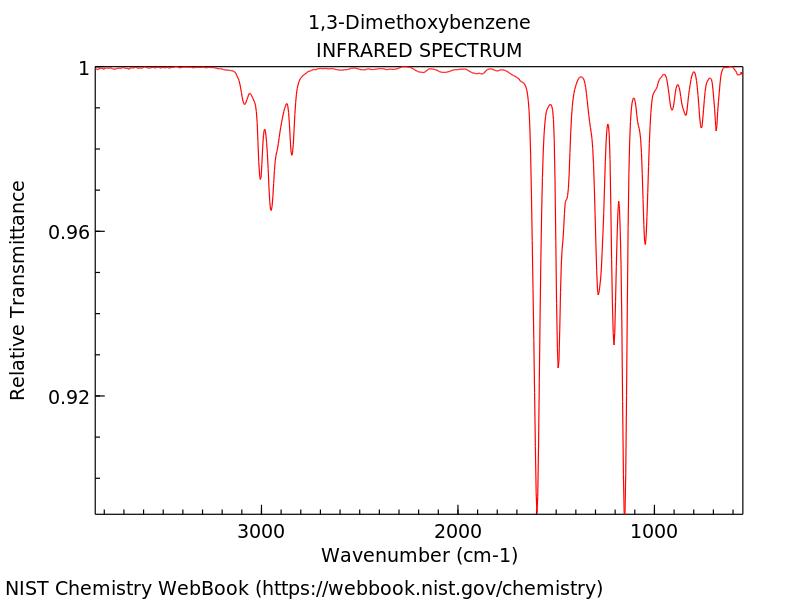 1,3-Dimethoxybenzene
INFRARED SPECTRUM
1
0.96
0.92
Relative Transmittance
3000
2000
1000
Wavenumber (cm-1)
NIST Chemistry WebBook (https://webbook.nist.gov/chemistry)